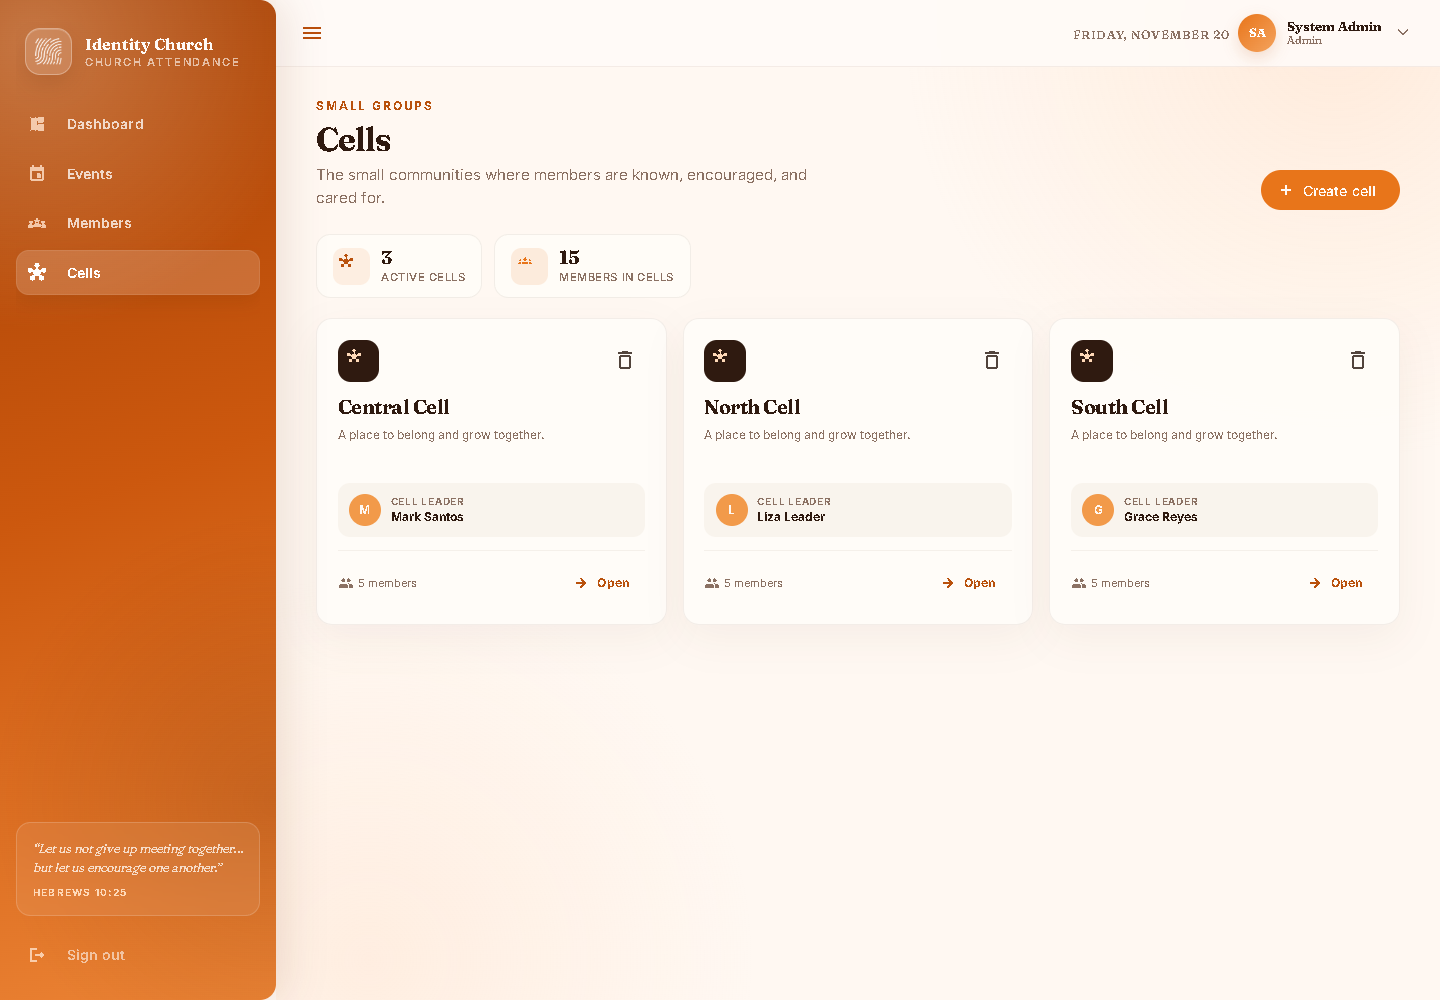 Identity Church
CHURCH ATTENDANCE
Dashboard
Events
Members
Cells
“Let us not give up meeting together...
but let us encourage one another.”
HEBREWS 10:25
Sign out
FRIDAY, NOVEMBER 20
SA
System Admin
Admin
SMALL GROUPS
Cells
The small communities where members are known, encouraged, and
cared for.
+ Create cell
3
ACTIVE CELLS
15
MEMBERS IN CELLS
Central Cell
A place to belong and grow together.
M
CELL LEADER
Mark Santos
5 members
Open
North Cell
A place to belong and grow together.
L
CELL LEADER
Liza Leader
5 members
Open
South Cell
A place to belong and grow together.
G
CELL LEADER
Grace Reyes
5 members
Open